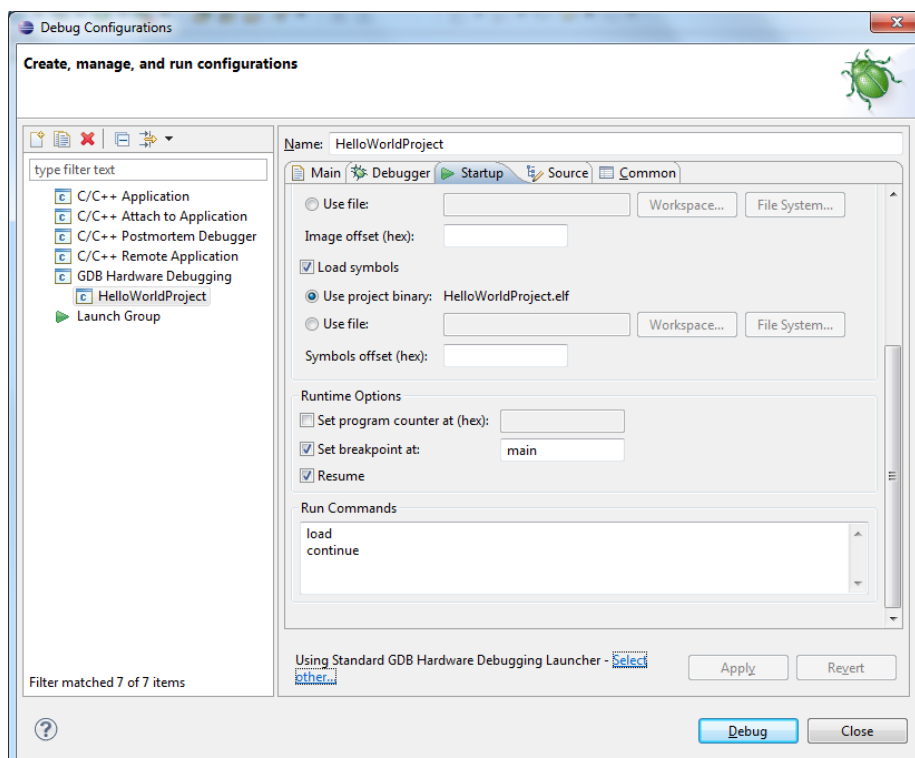 Debug Configurations
Create, manage, and run configurations
type filter text
C/C++ Application
C/C++ Attach to Application
C/C++ Postmortem Debugger
C/C++ Remote Application
GDB Hardware Debugging
HelloWorldProject
Launch Group
Filter matched 7 of 7 items
Name: HelloWorldProject
Main Debugger Startup Source Common
Use file: Workspace... File System...
Image offset (hex):
Load symbols
Use project binary: HelloWorldProject.elf
Use file: Workspace... File System...
Symbols offset (hex):
Runtime Options
Set program counter at (hex):
Set breakpoint at: main
Resume
Run Commands
load
continue
Using Standard GDB Hardware Debugging Launcher - Select
other...
Apply Revert
Debug Close